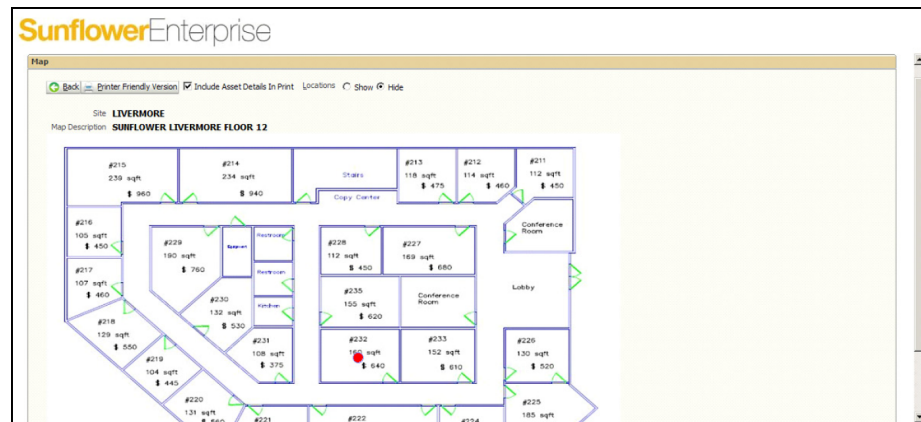 SunflowerEnterprise
Map
Back Printer Friendly Version Include Asset Details In Print Locations Show Hide
Site LIVERMORE
Map Description SUNFLOWER LIVERMORE FLOOR 12
#215
239 sqft
$ 960
#214
234 sqft
$ 940
Stairs
Copy Center
#213
118 sqft
$ 475
#212
114 sqft
$ 460
#211
112 sqft
$ 450
#216
105 sqft
$ 450
#217
107 sqft
$ 460
#229
190 sqft
$ 760
Restroom
Restroom
Kitchen
#228
112 sqft
$ 450
#227
169 sqft
$ 680
Conference
Room
Lobby
#230
132 sqft
$ 530
#235
155 sqft
$ 620
Conference
Room
#218
129 sqft
$ 550
#231
108 sqft
$ 375
#232
sqft
$ 640
#233
152 sqft
$ 610
#226
130 sqft
$ 520
#219
104 sqft
$ 445
#220
131 sqft
$ 560
#221
#222
#224
#225
185 sqft